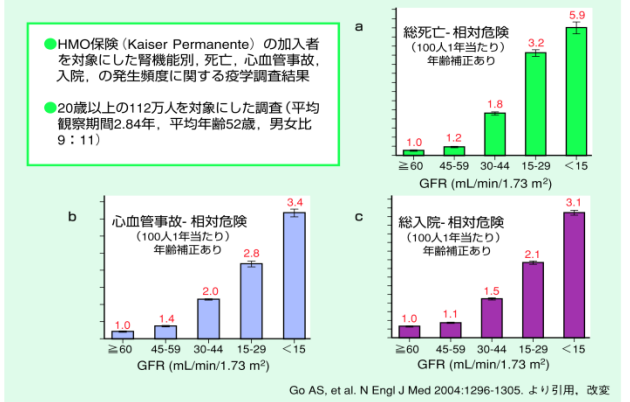 ●HMO保険（Kaiser Permanente）の加入者
を対象にした腎機能別，死亡，心血管事故，
入院，の発生頻度に関する疫学調査結果
●20歳以上の112万人を対象にした調査（平均
観察期間2.84年，平均年齢52歳，男女比
9：11）
a
総死亡-相対危険
（100人1年当たり）
年齢補正あり
1.0
1.2
1.8
3.2
5.9
≧60 45-59 30-44 15-29 ＜15
GFR (mL/min/1.73 m²)
b
心血管事故-相対危険
（100人1年当たり）
年齢補正あり
1.0
1.4
2.0
2.8
3.4
≧60 45-59 30-44 15-29 ＜15
GFR (mL/min/1.73 m²)
c
総入院-相対危険
（100人1年当たり）
年齢補正あり
1.0
1.1
1.5
2.1
3.1
≧60 45-59 30-44 15-29 ＜15
GFR (mL/min/1.73 m²)
Go AS, et al. N Engl J Med 2004:1296-1305. より引用，改変